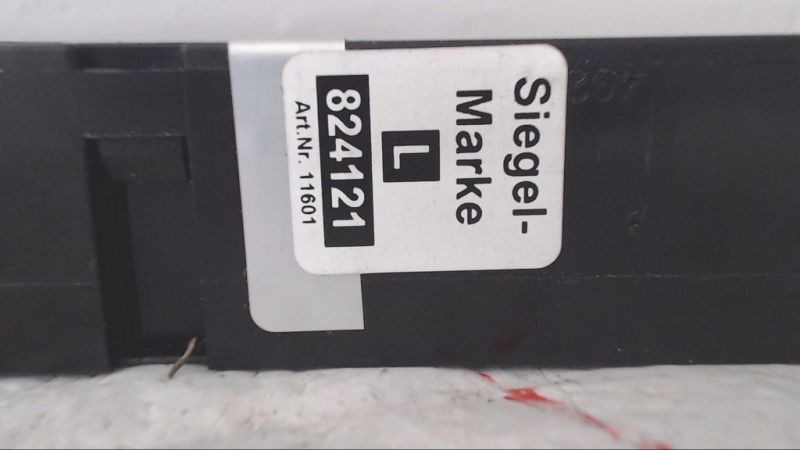 Siegel-
Marke
L
824121
Art.Nr. 11601